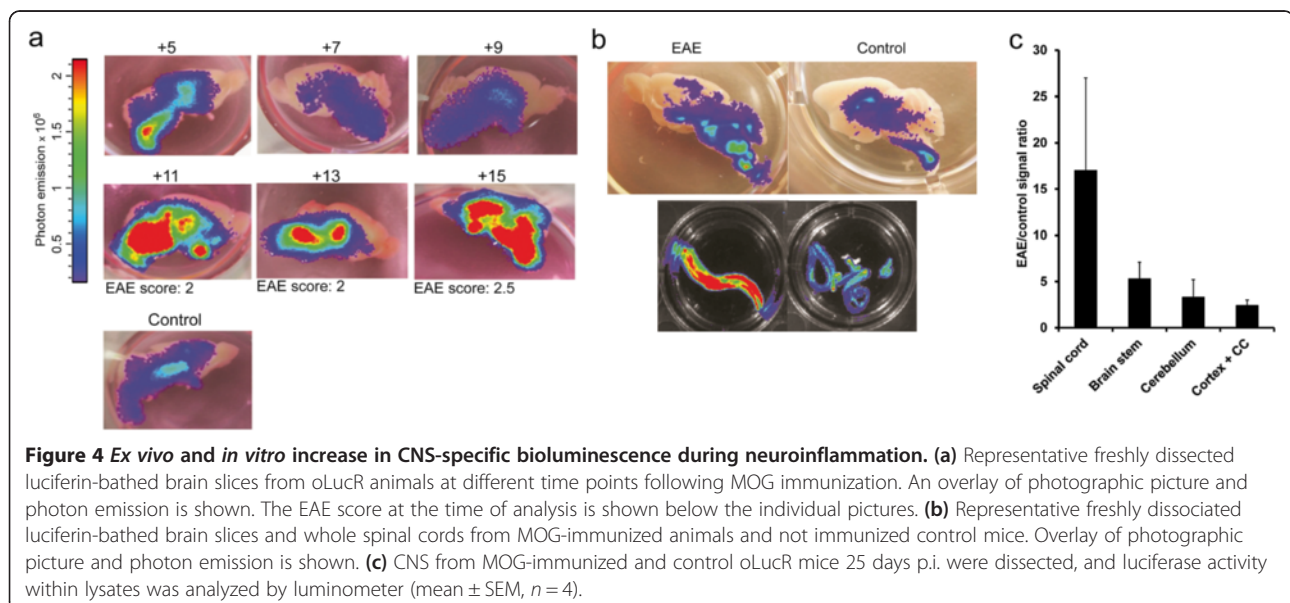 a
+5 +7 +9
2
1.5
1
0.5
Photon emission x 10⁶
+11 +13 +15
EAE score: 2 EAE score: 2 EAE score: 2.5
Control
b
EAE Control
c
30
25
20
15
10
5
0
EAE/control signal ratio
Spinal cord
Brain stem
Cerebellum
Cortex + CC
Figure 4 Ex vivo and in vitro increase in CNS-specific bioluminescence during neuroinflammation. (a) Representative freshly dissected
luciferin-bathed brain slices from oLucR animals at different time points following MOG immunization. An overlay of photographic picture and
photon emission is shown. The EAE score at the time of analysis is shown below the individual pictures. (b) Representative freshly dissociated
luciferin-bathed brain slices and whole spinal cords from MOG-immunized animals and not immunized control mice. Overlay of photographic
picture and photon emission is shown. (c) CNS from MOG-immunized and control oLucR mice 25 days p.i. were dissected, and luciferase activity
within lysates was analyzed by luminometer (mean ± SEM, n = 4).